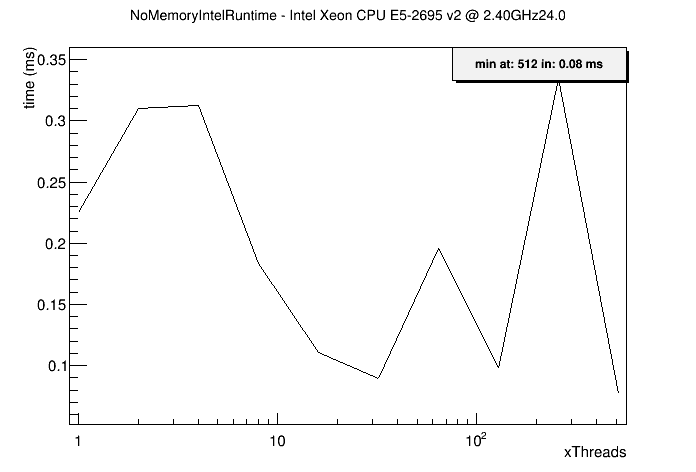 NoMemoryIntelRuntime - Intel Xeon CPU E5-2695 v2 @ 2.40GHz24.0
min at: 512 in: 0.08 ms
time (ms)
0.35
0.3
0.25
0.2
0.15
0.1
1
10
10²
xThreads